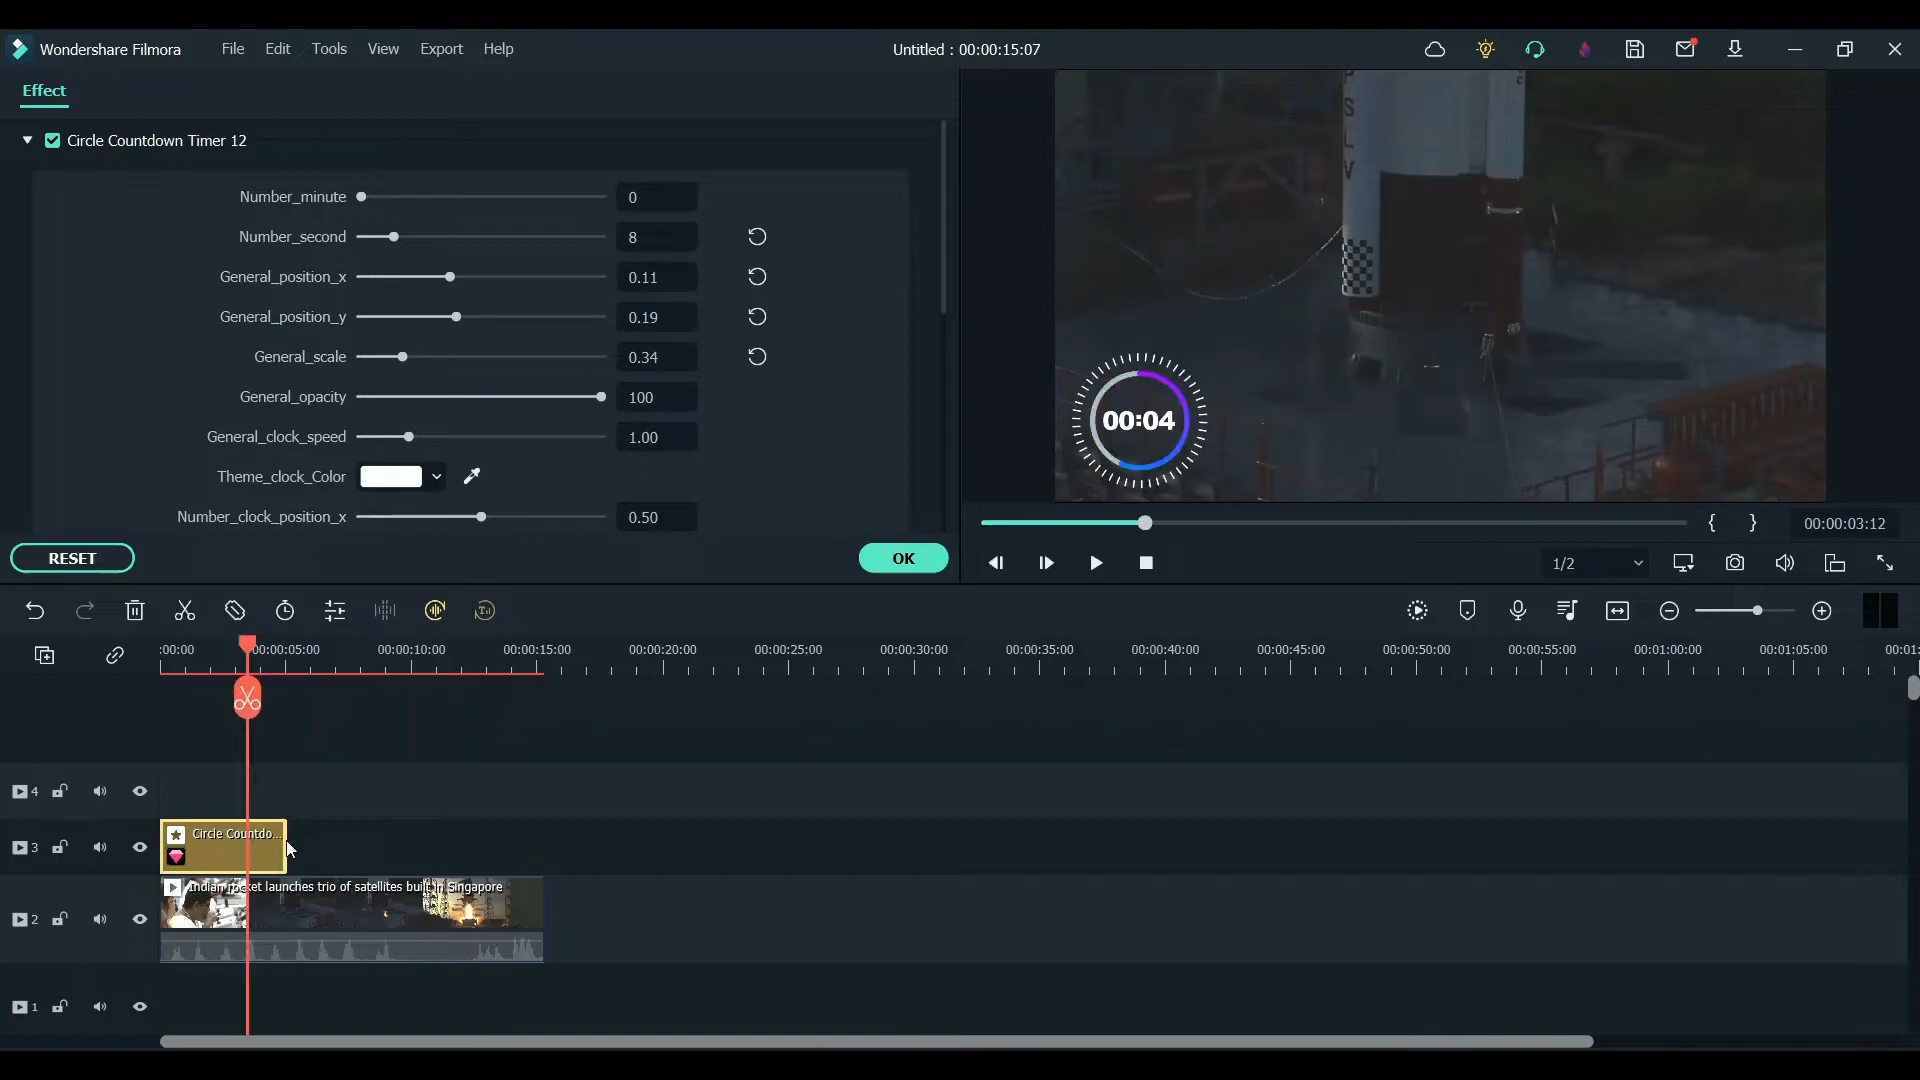 Wondershare Filmora File Edit Tools View Export Help Untitled : 00:00:15:07
Effect
Circle Countdown Timer 12
Number_minute 0
Number_second 8
General_position_x 0.11
General_position_y 0.19
General_scale 0.34
General_opacity 100
General_clock_speed 1.00
Theme_clock_Color
Number_clock_position_x 0.50
RESET OK
P
S
L
V
00:04
{ } 00:00:03:12
1/2
:00:00 00:00:05:00 00:00:10:00 00:00:15:00 00:00:20:00 00:00:25:00 00:00:30:00 00:00:35:00 00:00:40:00 00:00:45:00 00:00:50:00 00:00:55:00 00:01:00:00 00:01:05:00 00:01:
4
3 Circle Countdo...
2 Indian rocket launches trio of satellites built in Singapore
1